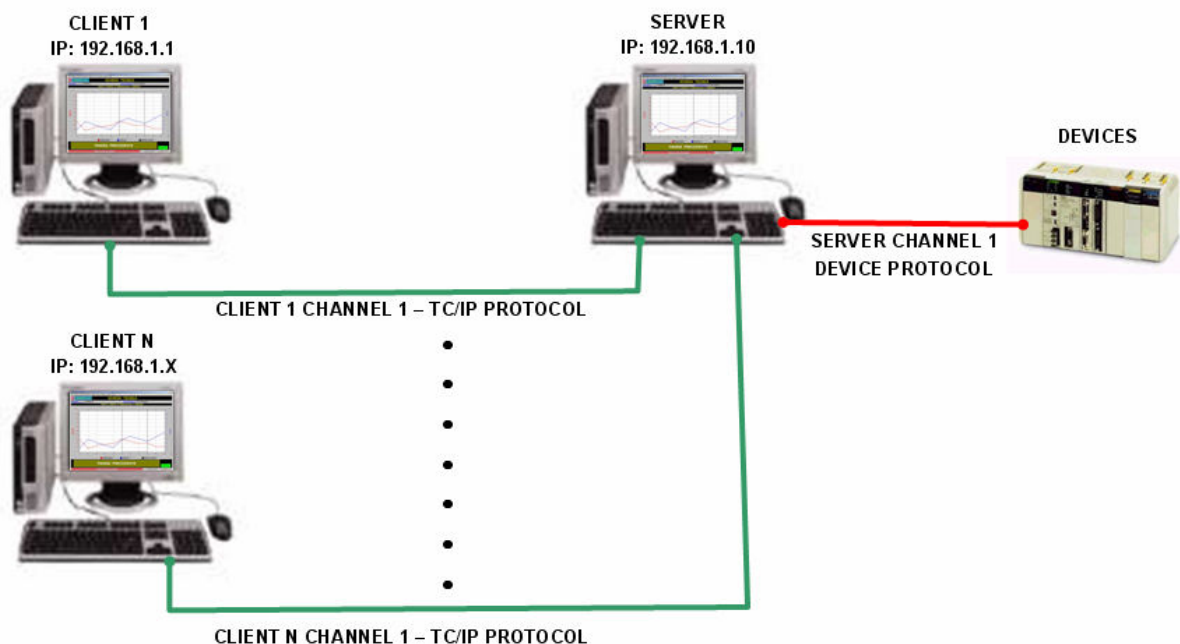 CLIENT 1
IP: 192.168.1.1
SERVER
IP: 192.168.1.10
DEVICES
SERVER CHANNEL 1
DEVICE PROTOCOL
CLIENT 1 CHANNEL 1 – TC/IP PROTOCOL
CLIENT N
IP: 192.168.1.X
CLIENT N CHANNEL 1 – TC/IP PROTOCOL